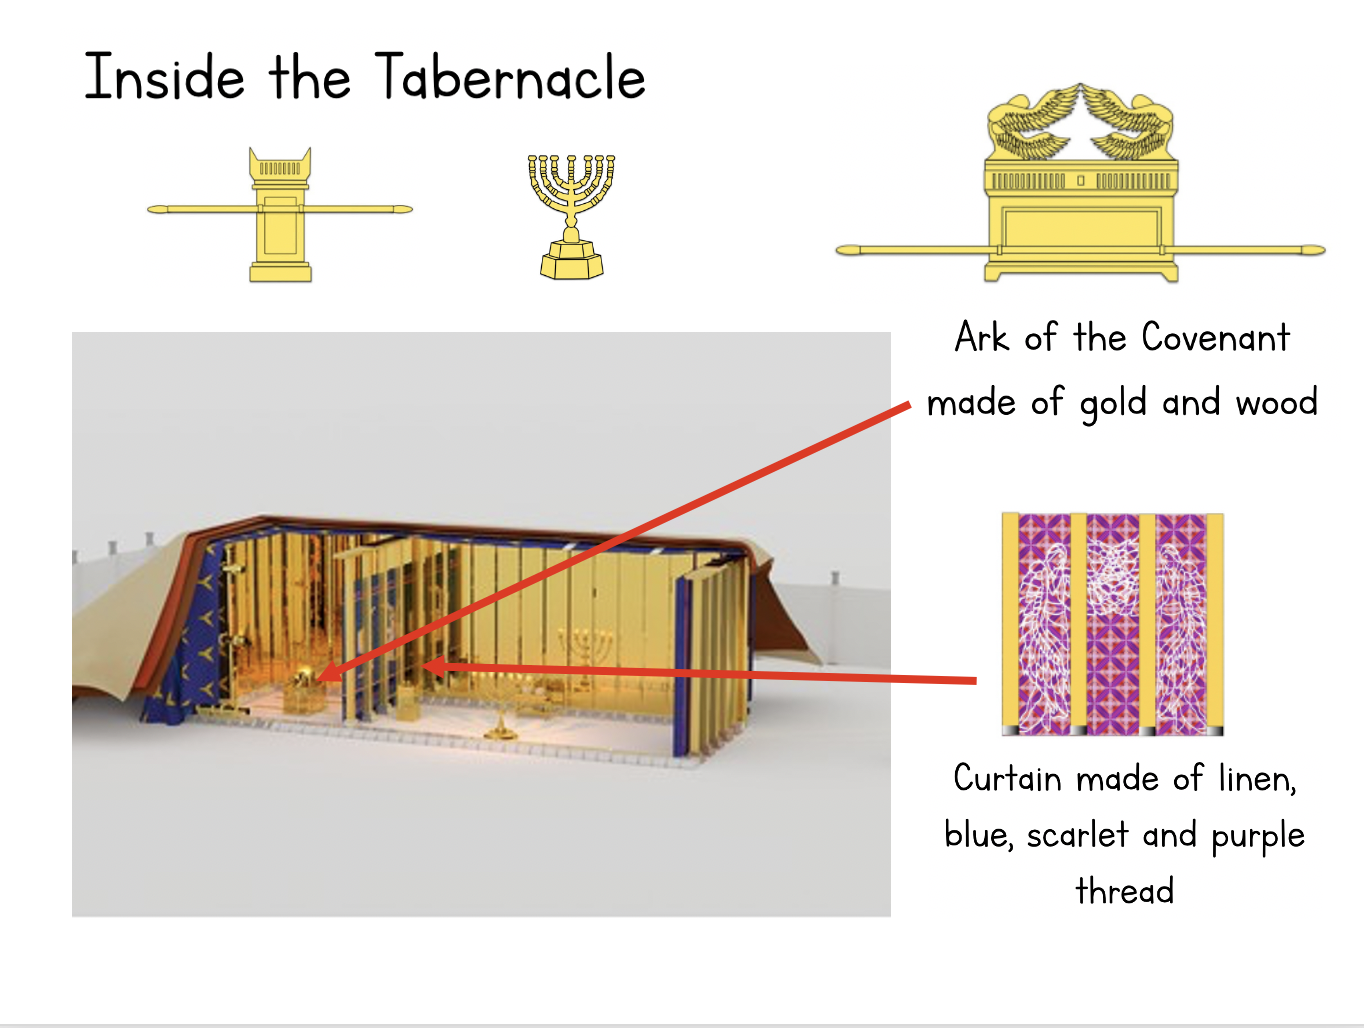 Inside the Tabernacle
Ark of the Covenant
made of gold and wood
Curtain made of linen,
blue, scarlet and purple
thread